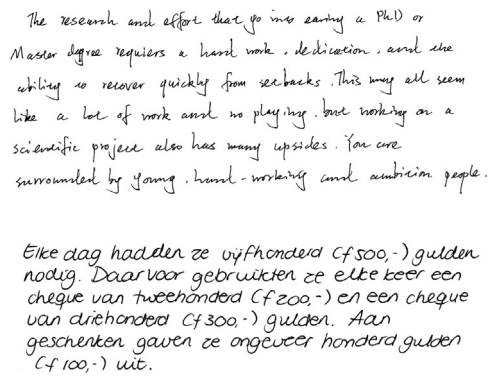 The research and effort that go into earing a PhD or
Master degree requiers a hard work, dedication, and the
ability to recover quickly from setbacks. This may all seem
like a lot of work and no playing, but working on a
scientific project also has many upsides. You are
surrounded by young, hard-working and ambition people.
Elke dag hadden ze vijfhonderd (f500,-) gulden
nodig. Daarvoor gebruikten ze elke keer een
cheque van tweehonderd (f200,-) en een cheque
van driehonderd (f300,-) gulden. Aan
geschenken gaven ze ongeveer honderd gulden
(f100,-) uit.